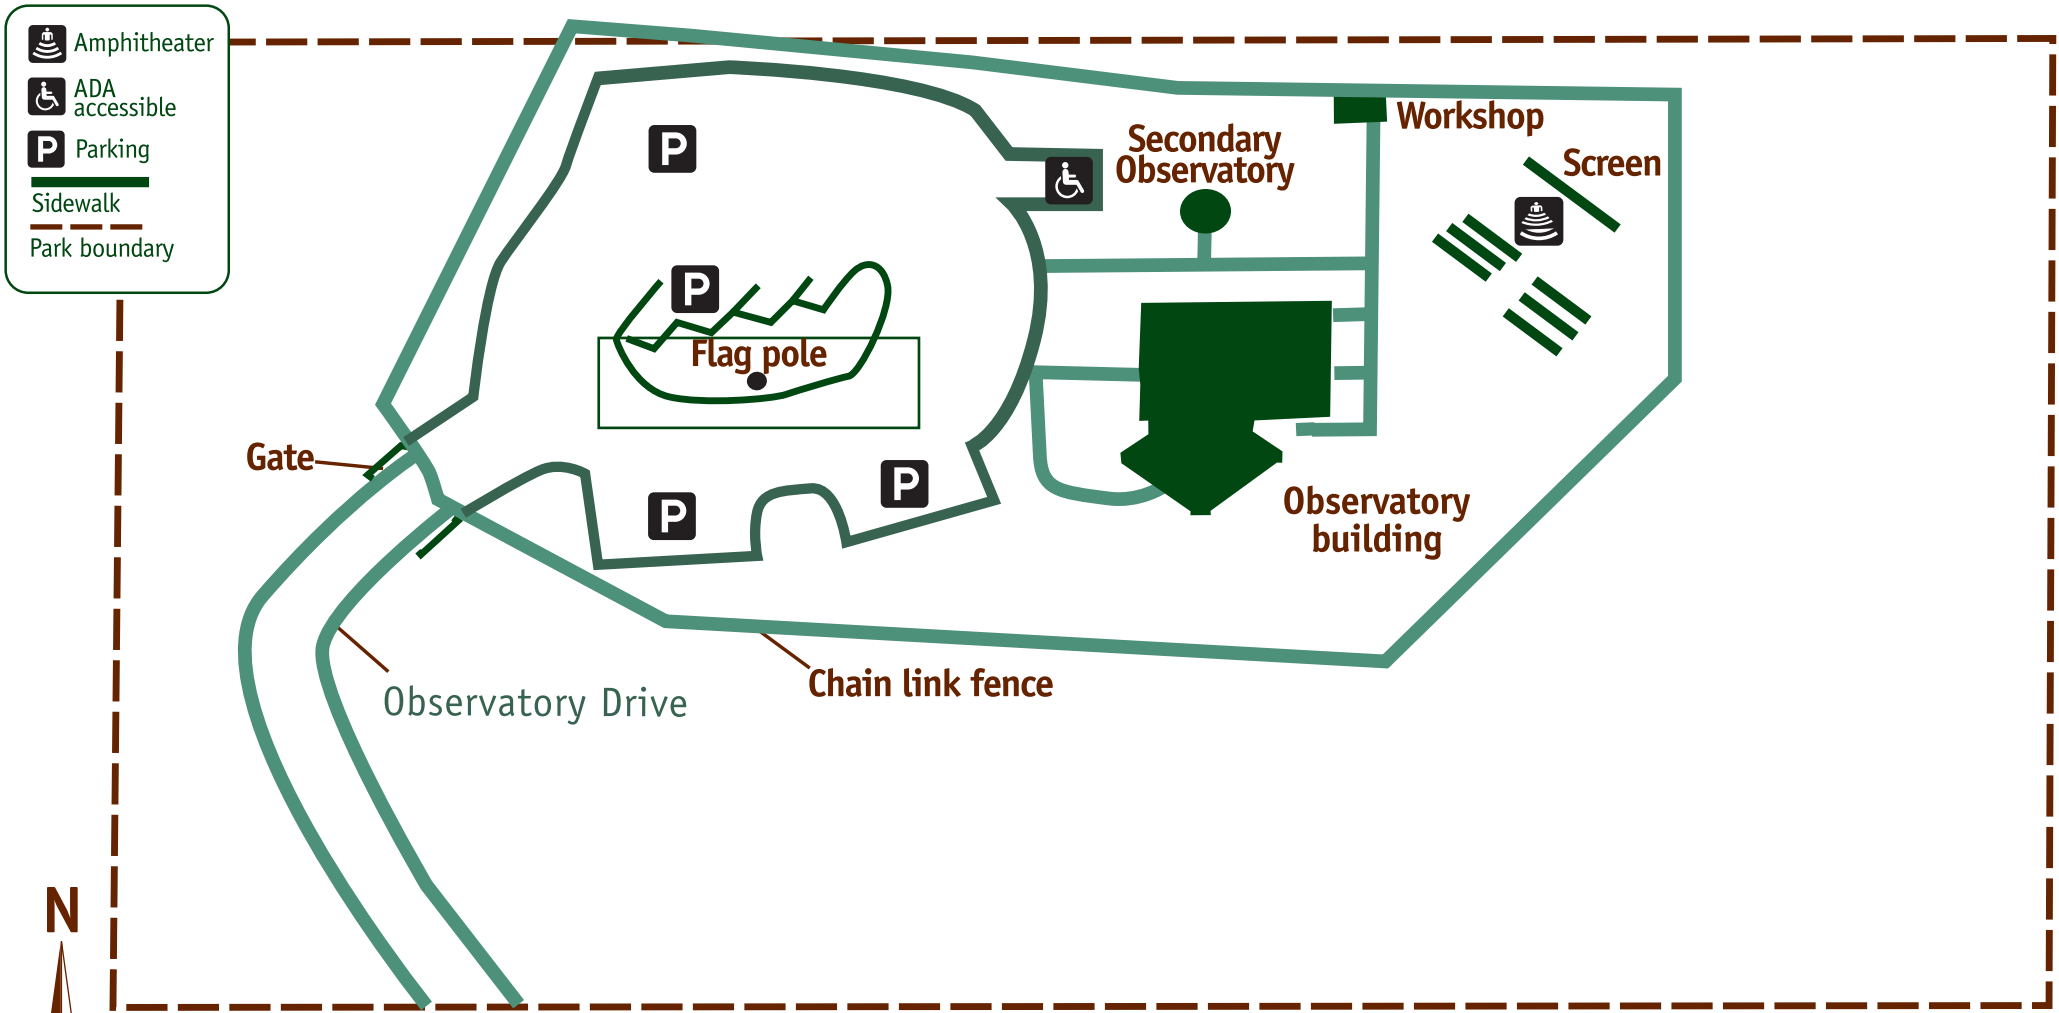 Amphitheater
ADA
accessible
P Parking
Sidewalk
Park boundary
Workshop
Secondary
Observatory
Screen
P
P
Flag pole
Gate
P
P
Observatory
building
Chain link fence
Observatory Drive
N